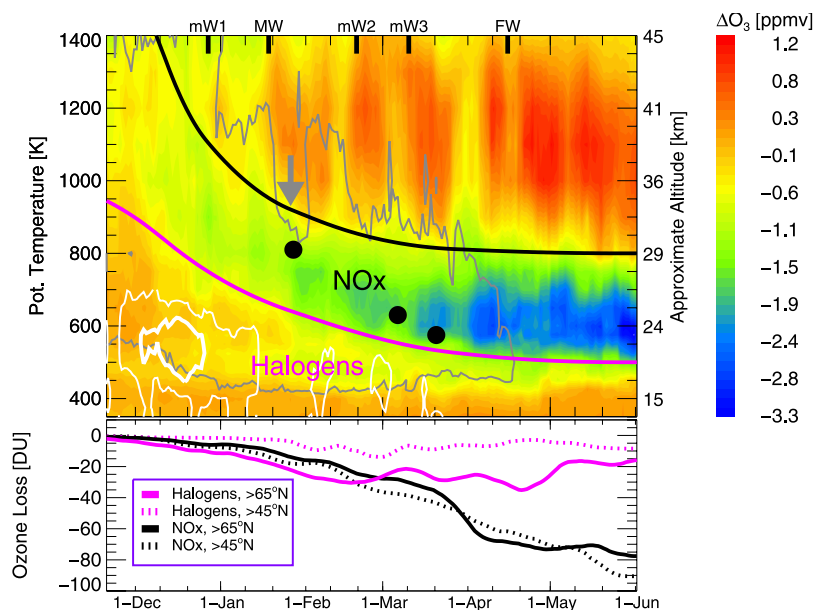 mW1 MW mW2 mW3 FW
ΔO₃ [ppmv]
1400
1200
1000
800
600
400
Pot. Temperature [K]
45
41
36
34
29
24
15
Approximate Altitude [km]
1.2
0.6
−0.1
−0.6
−1.0
−1.5
−1.9
−2.4
−2.8
−3.3
NOx
Halogens
0
−20
−40
−60
−80
−100
Ozone Loss [DU]
Halogens, >65°N
Halogens, >45°N
NOx, >65°N
NOx, >45°N
1−Dec 1−Jan 1−Feb 1−Mar 1−Apr 1−May 1−Jun